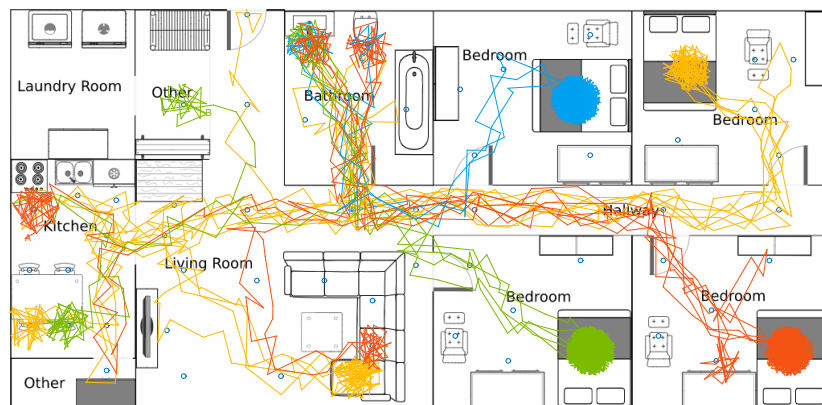 Bedroom
Laundry Room
Other
Bathroom
Bedroom
Hallway
Kitchen
Living Room
Bedroom
Bedroom
Other